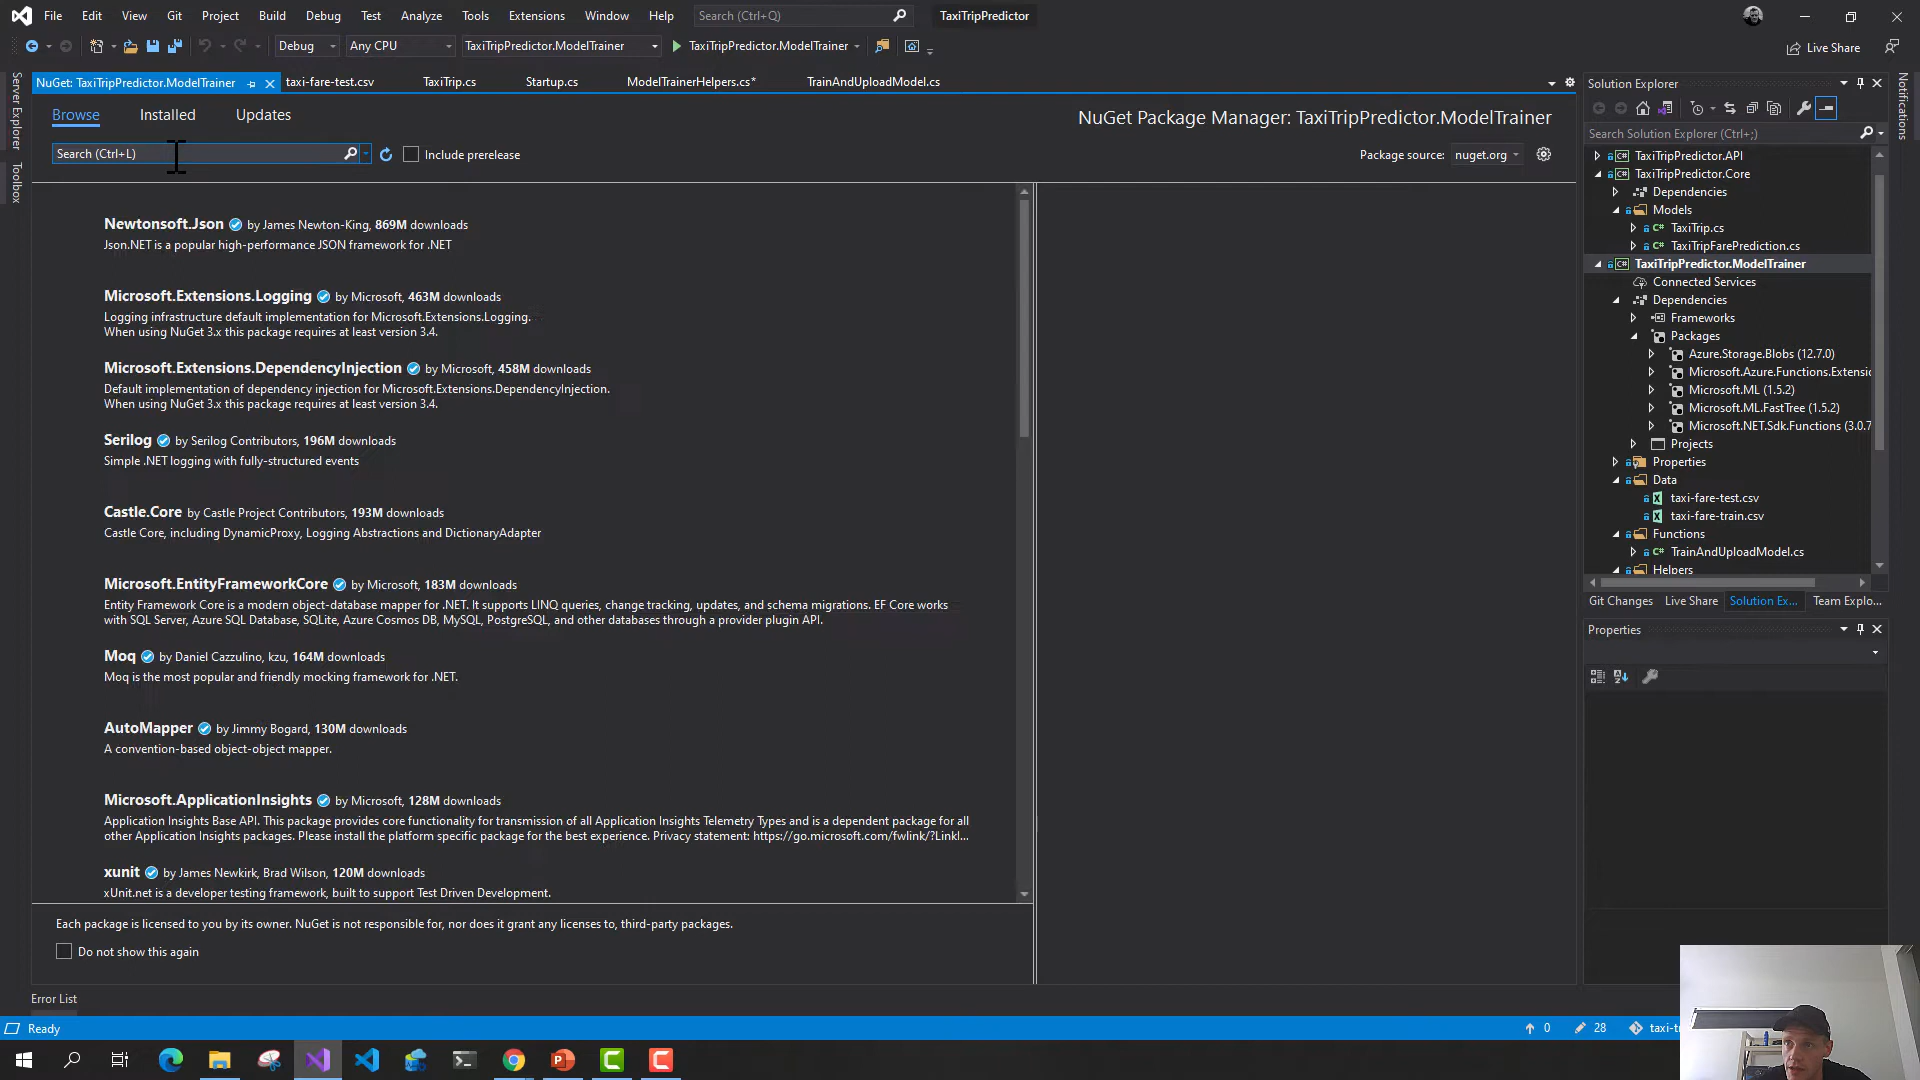 File Edit View Git Project Build Debug Test Analyze Tools Extensions Window Help Search (Ctrl+Q) TaxiTripPredictor
Debug Any CPU TaxiTripPredictor.ModelTrainer TaxiTripPredictor.ModelTrainer Live Share
Server Explorer
Toolbox
NuGet: TaxiTripPredictor.ModelTrainer taxi-fare-test.csv TaxiTrip.cs Startup.cs ModelTrainerHelpers.cs* TrainAndUploadModel.cs
Browse Installed Updates
NuGet Package Manager: TaxiTripPredictor.ModelTrainer
Search (Ctrl+L) Include prerelease
Package source: nuget.org
Newtonsoft.Json by James Newton-King, 869M downloads
Json.NET is a popular high-performance JSON framework for .NET
Microsoft.Extensions.Logging by Microsoft, 463M downloads
Logging infrastructure default implementation for Microsoft.Extensions.Logging.
When using NuGet 3.x this package requires at least version 3.4.
Microsoft.Extensions.DependencyInjection by Microsoft, 458M downloads
Default implementation of dependency injection for Microsoft.Extensions.DependencyInjection.
When using NuGet 3.x this package requires at least version 3.4.
Serilog by Serilog Contributors, 196M downloads
Simple .NET logging with fully-structured events
Castle.Core by Castle Project Contributors, 193M downloads
Castle Core, including DynamicProxy, Logging Abstractions and DictionaryAdapter
Microsoft.EntityFrameworkCore by Microsoft, 183M downloads
Entity Framework Core is a modern object-database mapper for .NET. It supports LINQ queries, change tracking, updates, and schema migrations. EF Core works
with SQL Server, Azure SQL Database, SQLite, Azure Cosmos DB, MySQL, PostgreSQL, and other databases through a provider plugin API.
Moq by Daniel Cazzulino, kzu, 164M downloads
Moq is the most popular and friendly mocking framework for .NET.
AutoMapper by Jimmy Bogard, 130M downloads
A convention-based object-object mapper.
Microsoft.ApplicationInsights by Microsoft, 128M downloads
Application Insights Base API. This package provides core functionality for transmission of all Application Insights Telemetry Types and is a dependent package for all
other Application Insights packages. Please install the platform specific package for the best experience. Privacy statement: https://go.microsoft.com/fwlink/?LinkI...
xunit by James Newkirk, Brad Wilson, 120M downloads
xUnit.net is a developer testing framework, built to support Test Driven Development.
Each package is licensed to you by its owner. NuGet is not responsible for, nor does it grant any licenses to, third-party packages.
Do not show this again
Solution Explorer
Search Solution Explorer (Ctrl+;)
TaxiTripPredictor.API
TaxiTripPredictor.Core
Dependencies
Models
TaxiTrip.cs
TaxiTripFarePrediction.cs
TaxiTripPredictor.ModelTrainer
Connected Services
Dependencies
Frameworks
Packages
Azure.Storage.Blobs (12.7.0)
Microsoft.Azure.Functions.Extensic
Microsoft.ML (1.5.2)
Microsoft.ML.FastTree (1.5.2)
Microsoft.NET.Sdk.Functions (3.0.7
Projects
Properties
Data
taxi-fare-test.csv
taxi-fare-train.csv
Functions
TrainAndUploadModel.cs
Helpers
Git Changes Live Share Solution Ex... Team Explo...
Properties
Notifications
Error List
Ready 0 28 taxi-tr